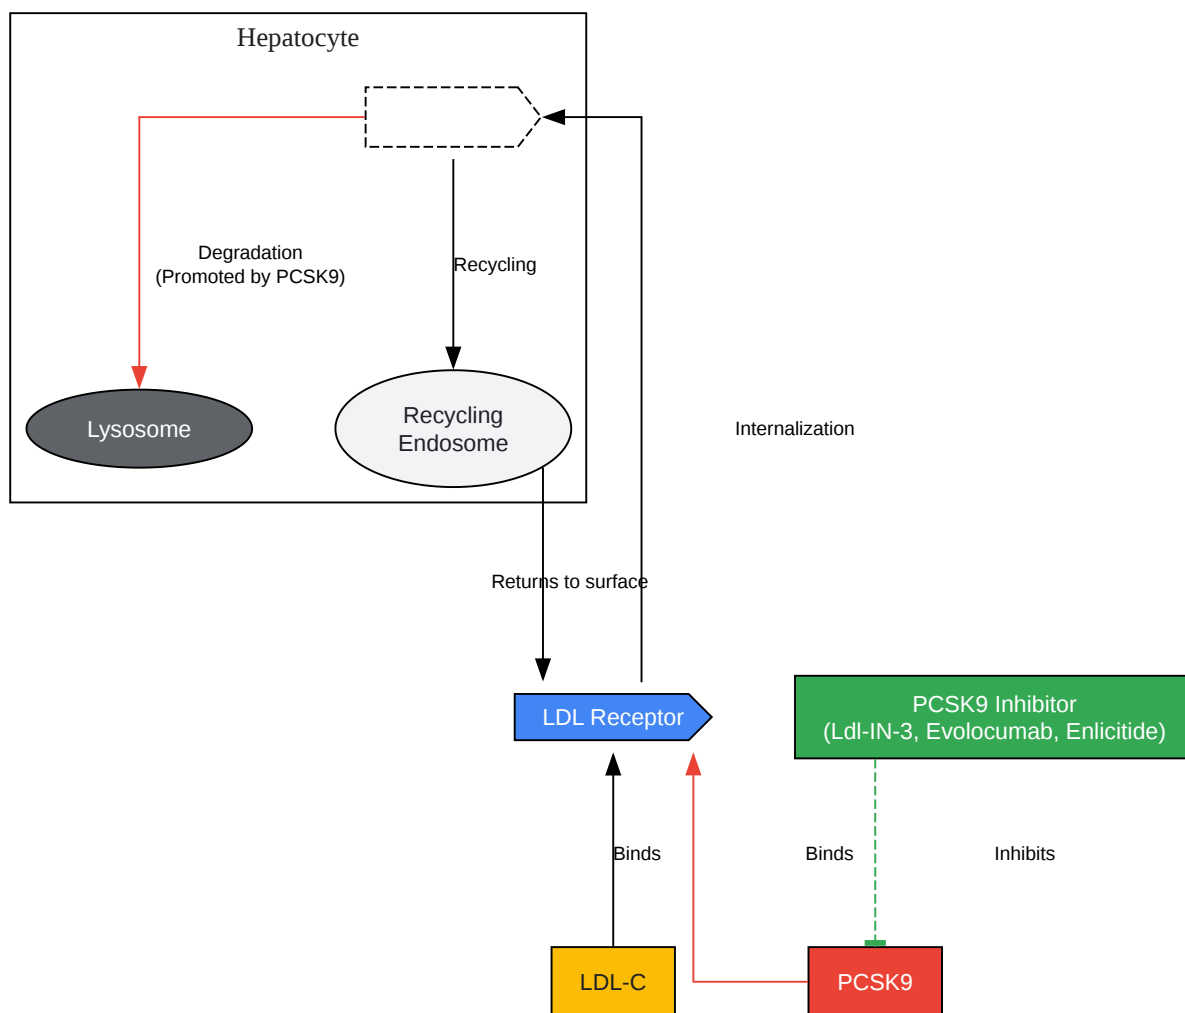 Hepatocyte
Degradation
(Promoted by PCSK9)
Recycling
Lysosome
Recycling
Endosome
Internalization
Returns to surface
LDL Receptor
PCSK9 Inhibitor
(Ldl-IN-3, Evolocumab, Enlicitide)
Binds
Binds
Inhibits
LDL-C
PCSK9